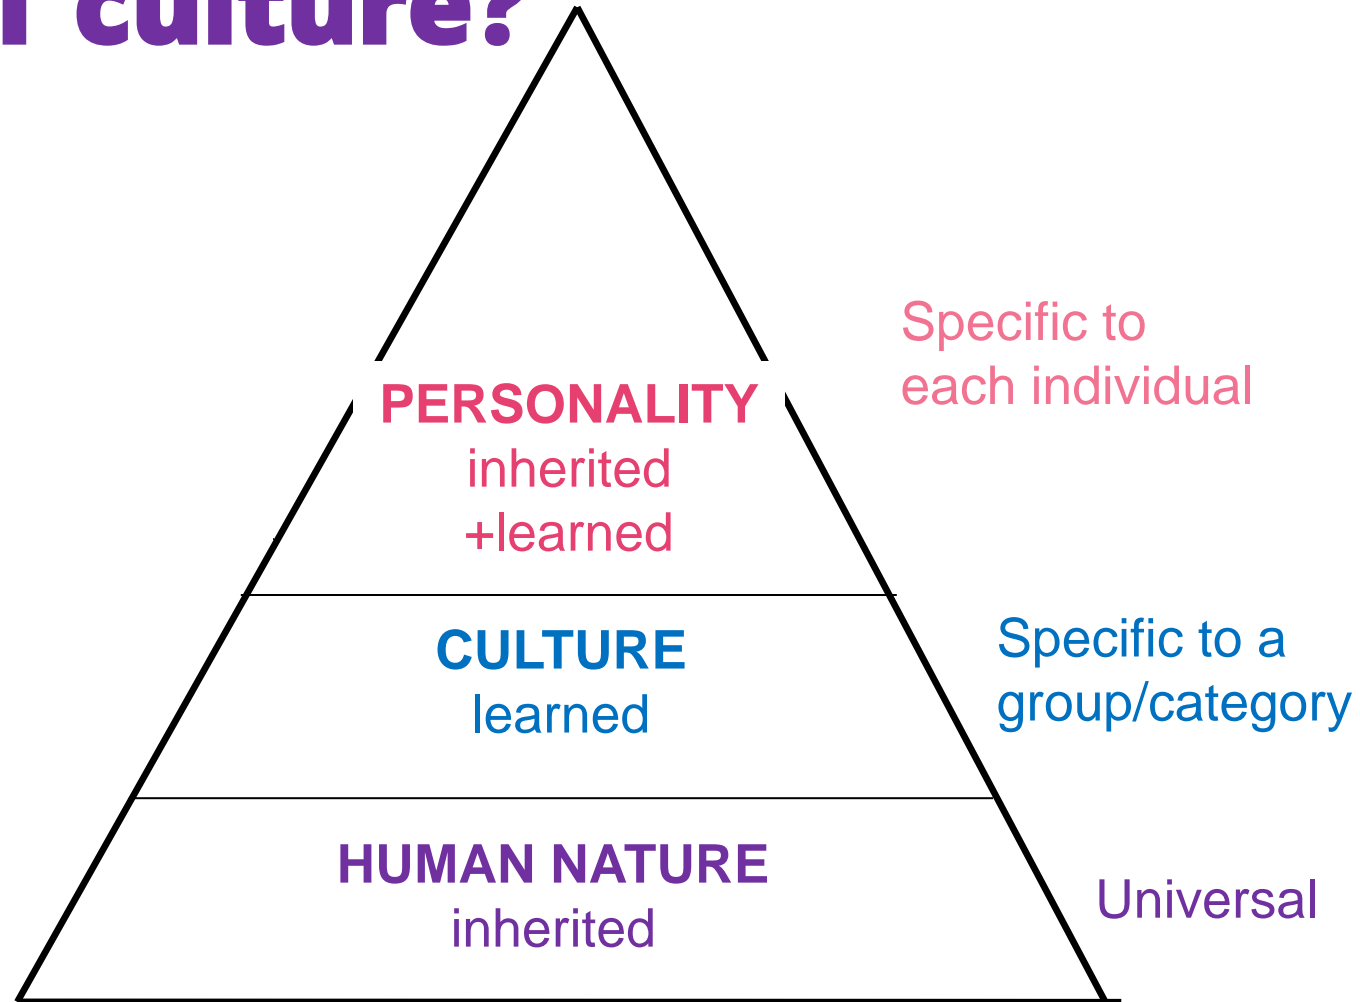 culture?
Specific to
each individual
PERSONALITY
inherited
+learned
CULTURE
learned
Specific to a
group/category
HUMAN NATURE
inherited
Universal